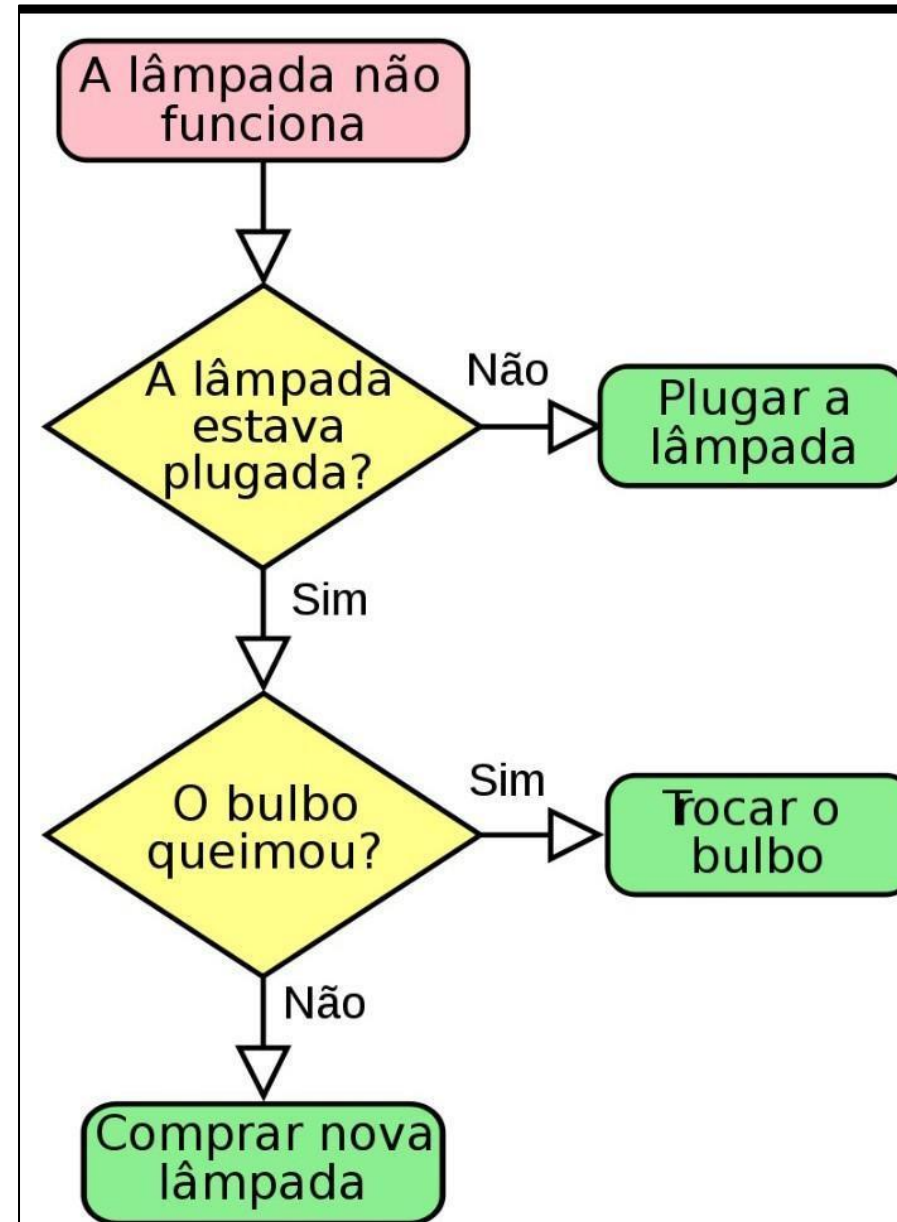 A lâmpada não
funciona
A lâmpada
estava
plugada?
Não
Plugar a
lâmpada
Sim
O bulbo
queimou?
Sim
Trocar o
bulbo
Não
Comprar nova
lâmpada